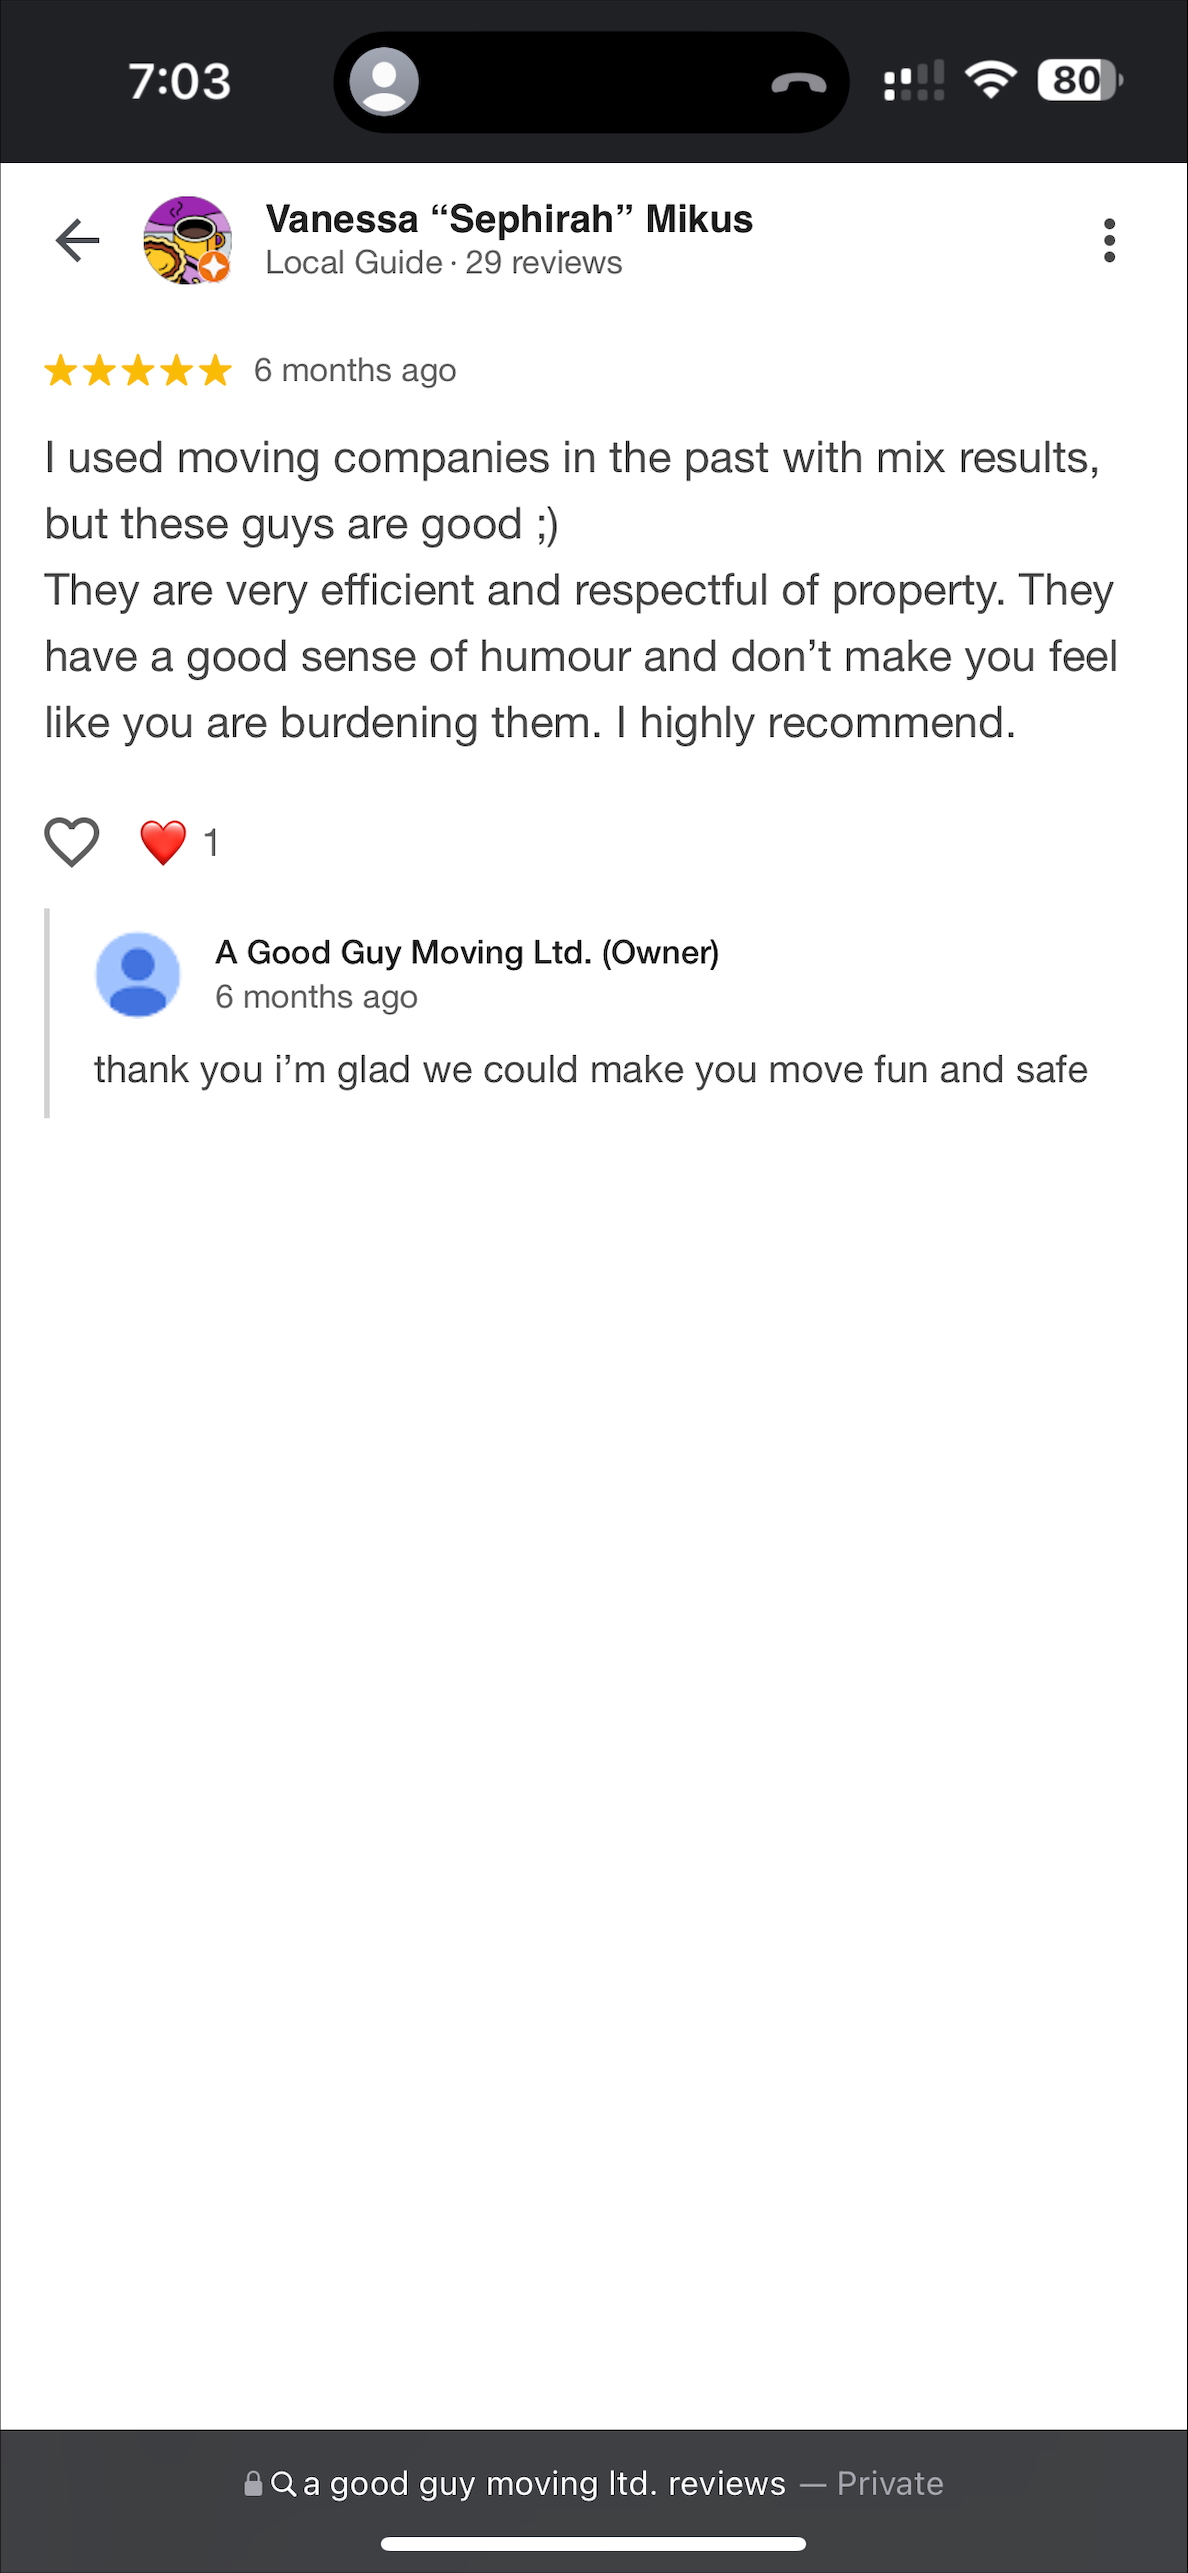 7:03
80
Vanessa “Sephirah” Mikus
Local Guide · 29 reviews
6 months ago
I used moving companies in the past with mix results,
but these guys are good ;)
They are very efficient and respectful of property. They
have a good sense of humour and don’t make you feel
like you are burdening them. I highly recommend.
1
A Good Guy Moving Ltd. (Owner)
6 months ago
thank you i’m glad we could make you move fun and safe
a good guy moving ltd. reviews — Private